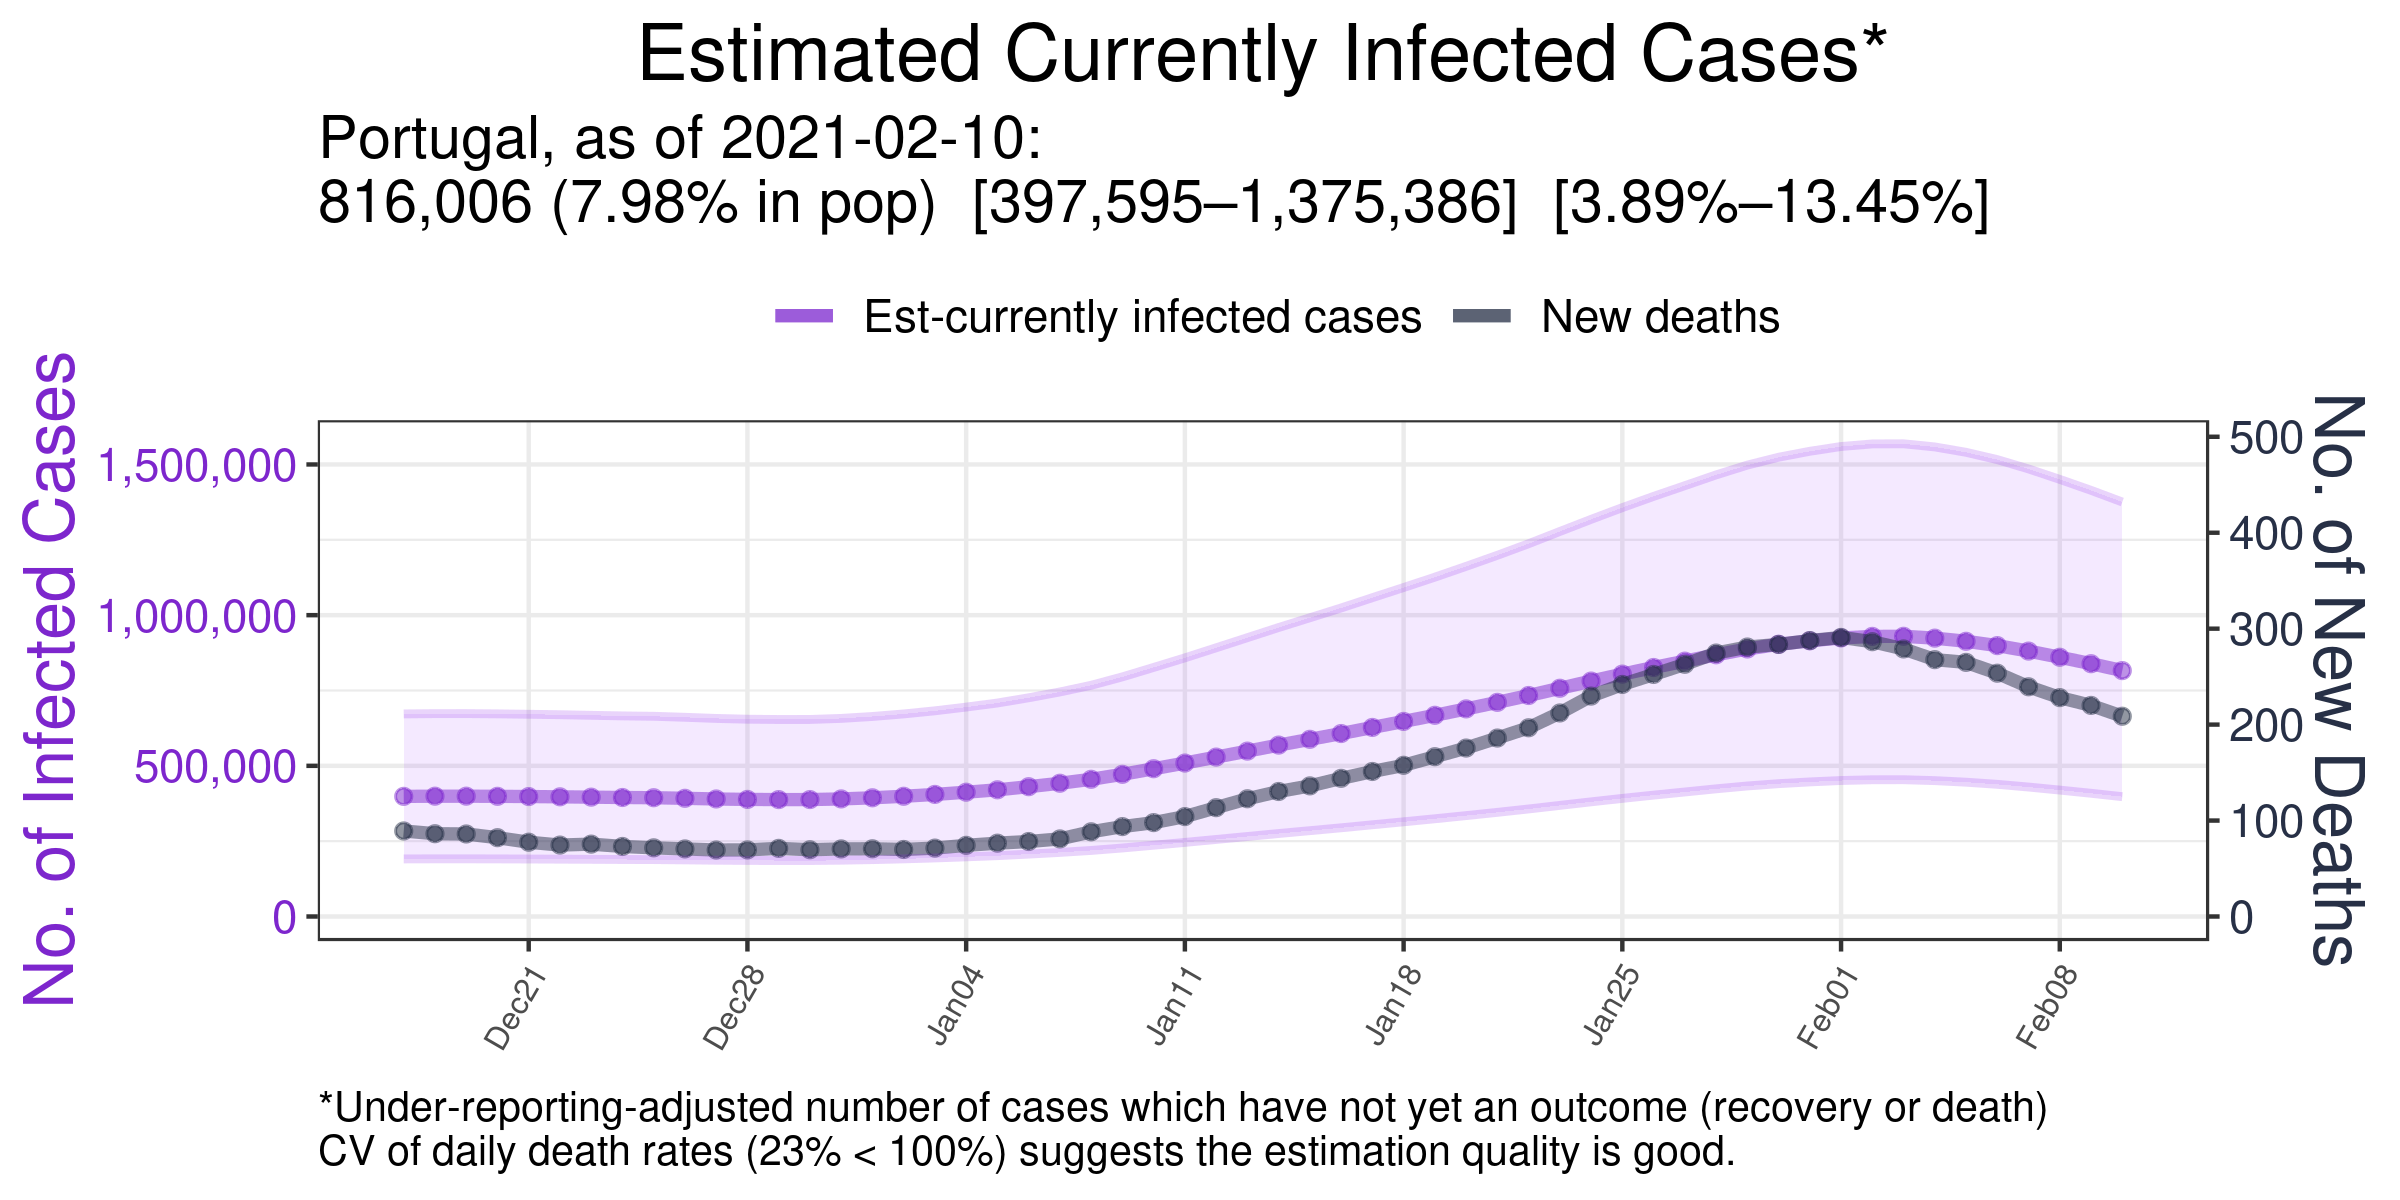 Estimated Currently Infected Cases*
Portugal, as of 2021-02-10:
816,006 (7.98% in pop)  [397,595–1,375,386]  [3.89%–13.45%]
Est-currently infected cases
New deaths
No. of Infected Cases
1,500,000
1,000,000
500,000
0
500
400
300
200
100
0
No. of New Deaths
Dec21
Dec28
Jan04
Jan11
Jan18
Jan25
Feb01
Feb08
*Under-reporting-adjusted number of cases which have not yet an outcome (recovery or death)
CV of daily death rates (23% < 100%) suggests the estimation quality is good.